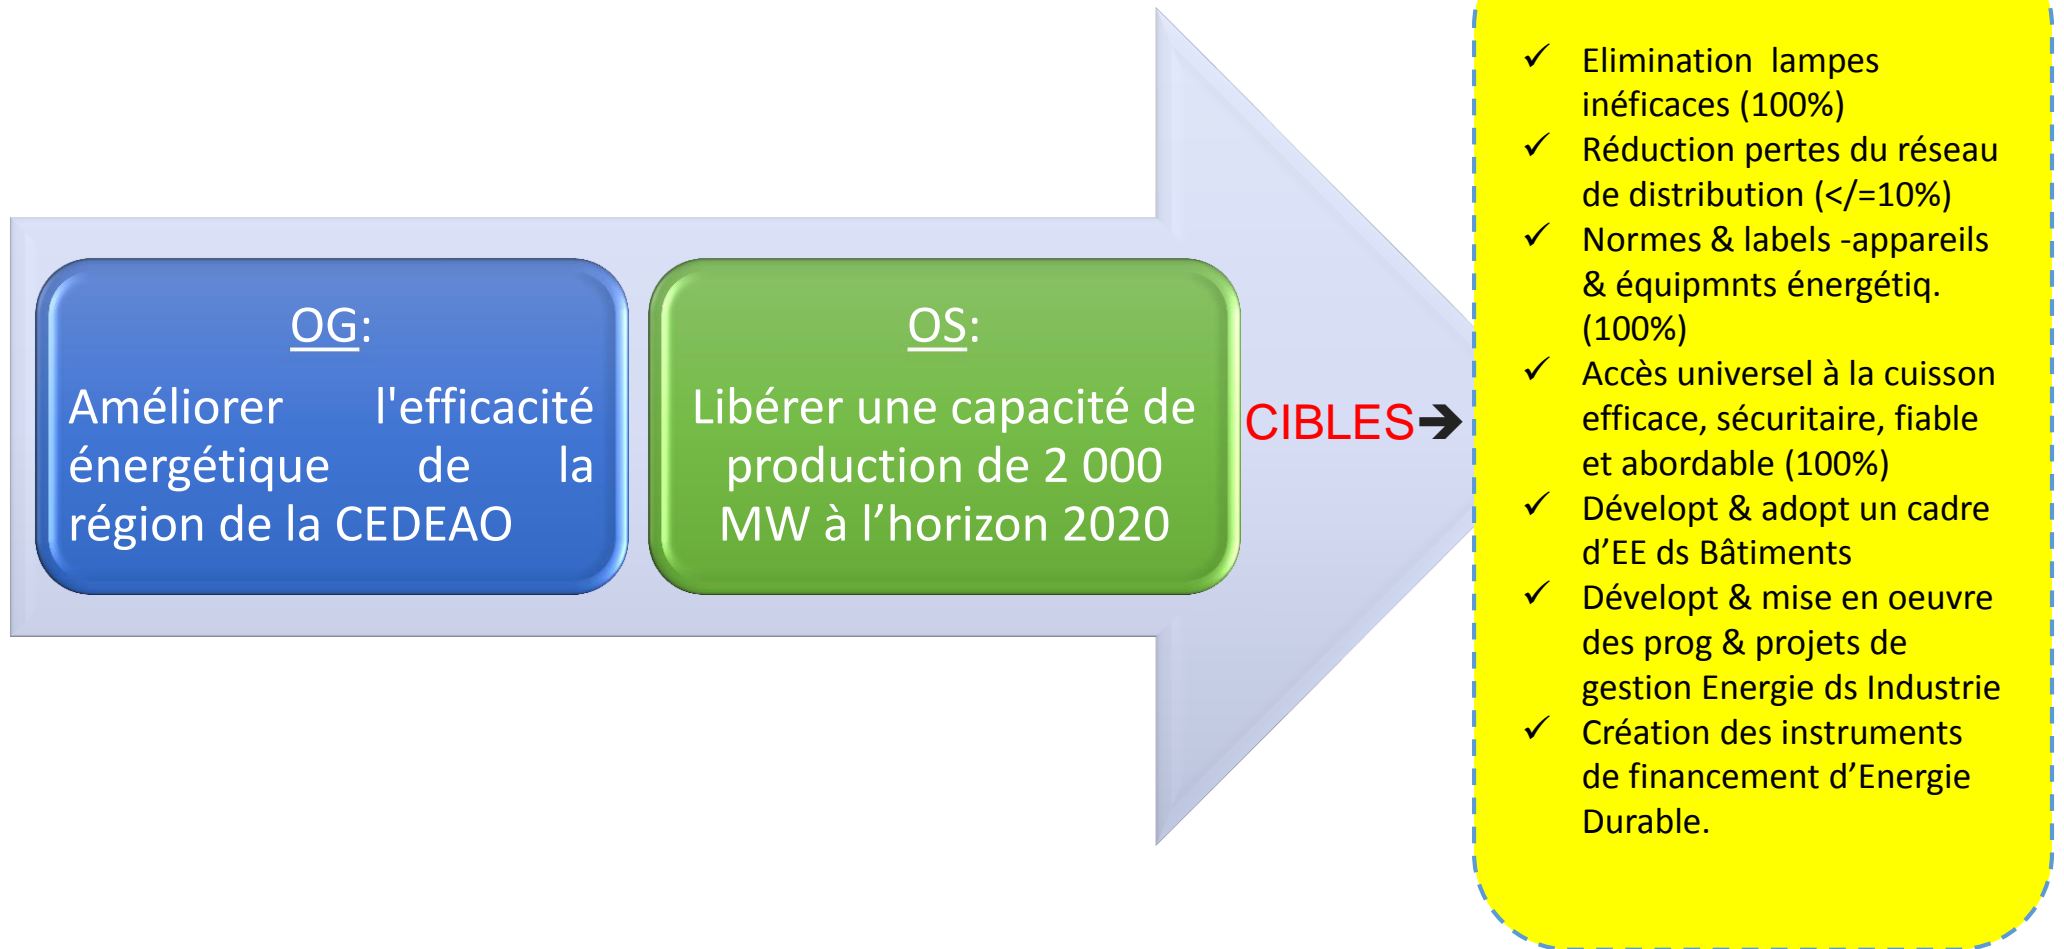 OG:
Améliorer l'efficacité
énergétique de la
région de la CEDEAO
OS:
Libérer une capacité de
production de 2 000
MW à l’horizon 2020
CIBLES➔
✓ Elimination lampes
inéficaces (100%)
✓ Réduction pertes du réseau
de distribution (</=10%)
✓ Normes & labels -appareils
& équipmnts énergétiq.
(100%)
✓ Accès universel à la cuisson
efficace, sécuritaire, fiable
et abordable (100%)
✓ Dévelopt & adopt un cadre
d’EE ds Bâtiments
✓ Dévelopt & mise en oeuvre
des prog & projets de
gestion Energie ds Industrie
✓ Création des instruments
de financement d’Energie
Durable.